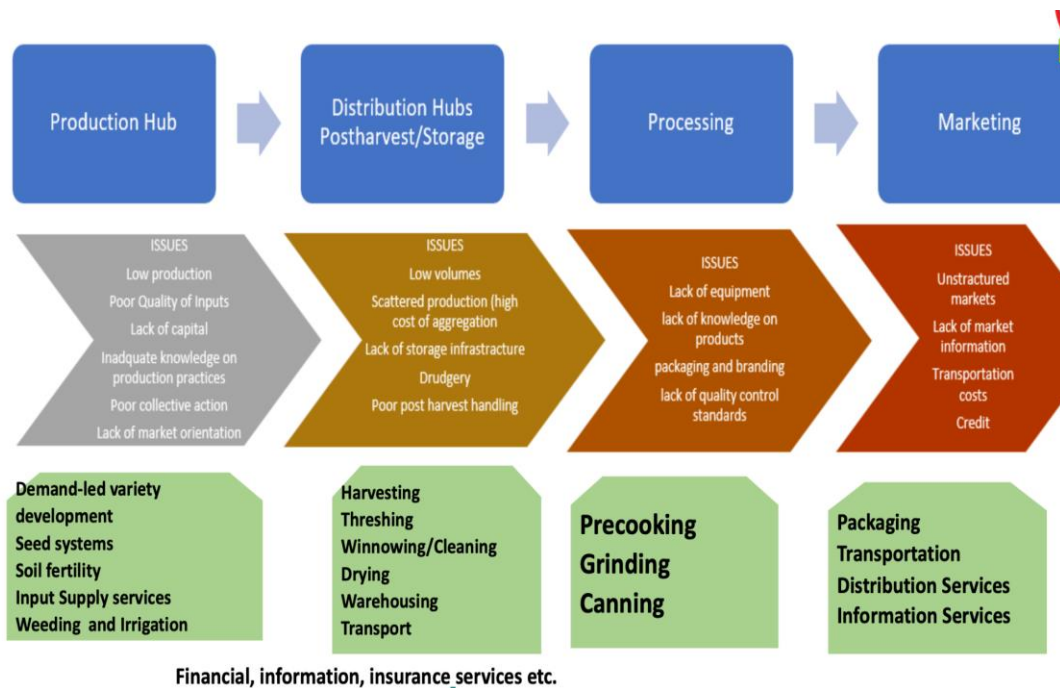 Production Hub
Distribution Hubs
Postharvest/Storage
Processing
Marketing
ISSUES
Low production
Poor Quality of Inputs
Lack of capital
Inadequate knowledge on
production practices
Poor collective action
Lack of market orientation
ISSUES
Low volumes
Scattered production (high
cost of aggregation
Lack of storage infrastracture
Drudgery
Poor post harvest handling
ISSUES
Lack of equipment
lack of knowledge on
products
packaging and branding
lack of quality control
standards
ISSUES
Unstractured
markets
Lack of market
information
Transportation
costs
Credit
Demand-led variety
development
Seed systems
Soil fertility
Input Supply services
Weeding and Irrigation
Harvesting
Threshing
Winnowing/Cleaning
Drying
Warehousing
Transport
Precooking
Grinding
Canning
Packaging
Transportation
Distribution Services
Information Services
Financial, information, insurance services etc.